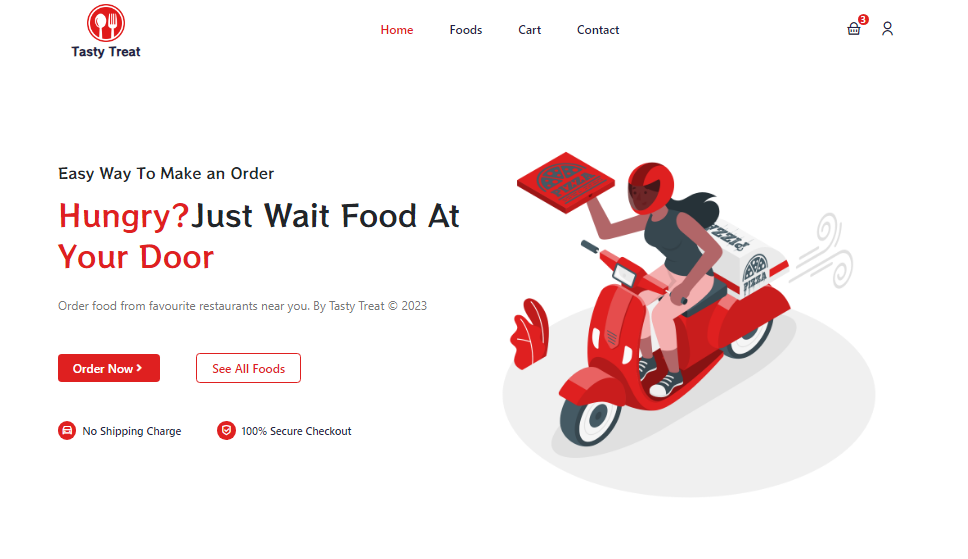 Tasty Treat
Home Foods Cart Contact
3
Easy Way To Make an Order
Hungry?Just Wait Food At
Your Door
Order food from favourite restaurants near you. By Tasty Treat © 2023
Order Now
See All Foods
No Shipping Charge
100% Secure Checkout
PIZZA
PIZZA
PIZZA